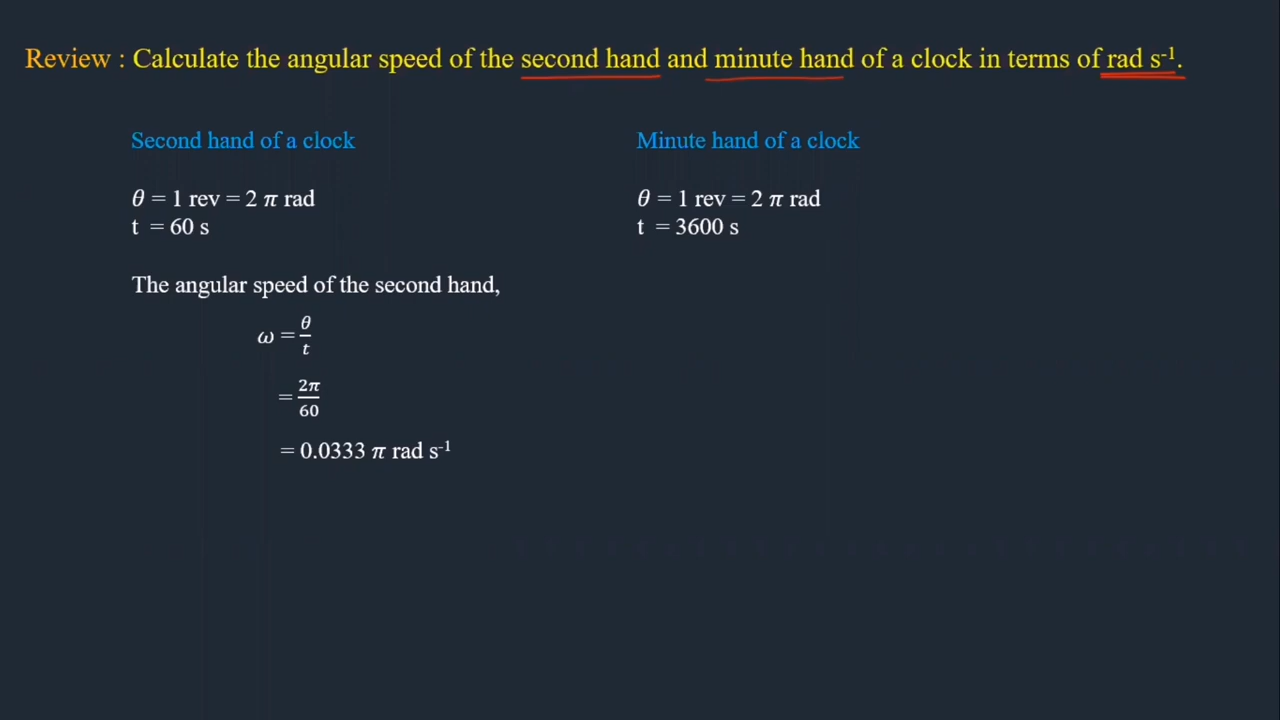 Review : Calculate the angular speed of the second hand and minute hand of a clock in terms of rad s⁻¹.
Second hand of a clock
θ = 1 rev = 2 π rad
t = 60 s
The angular speed of the second hand,
ω = θ/t
= 2π/60
= 0.0333 π rad s⁻¹
Minute hand of a clock
θ = 1 rev = 2 π rad
t = 3600 s